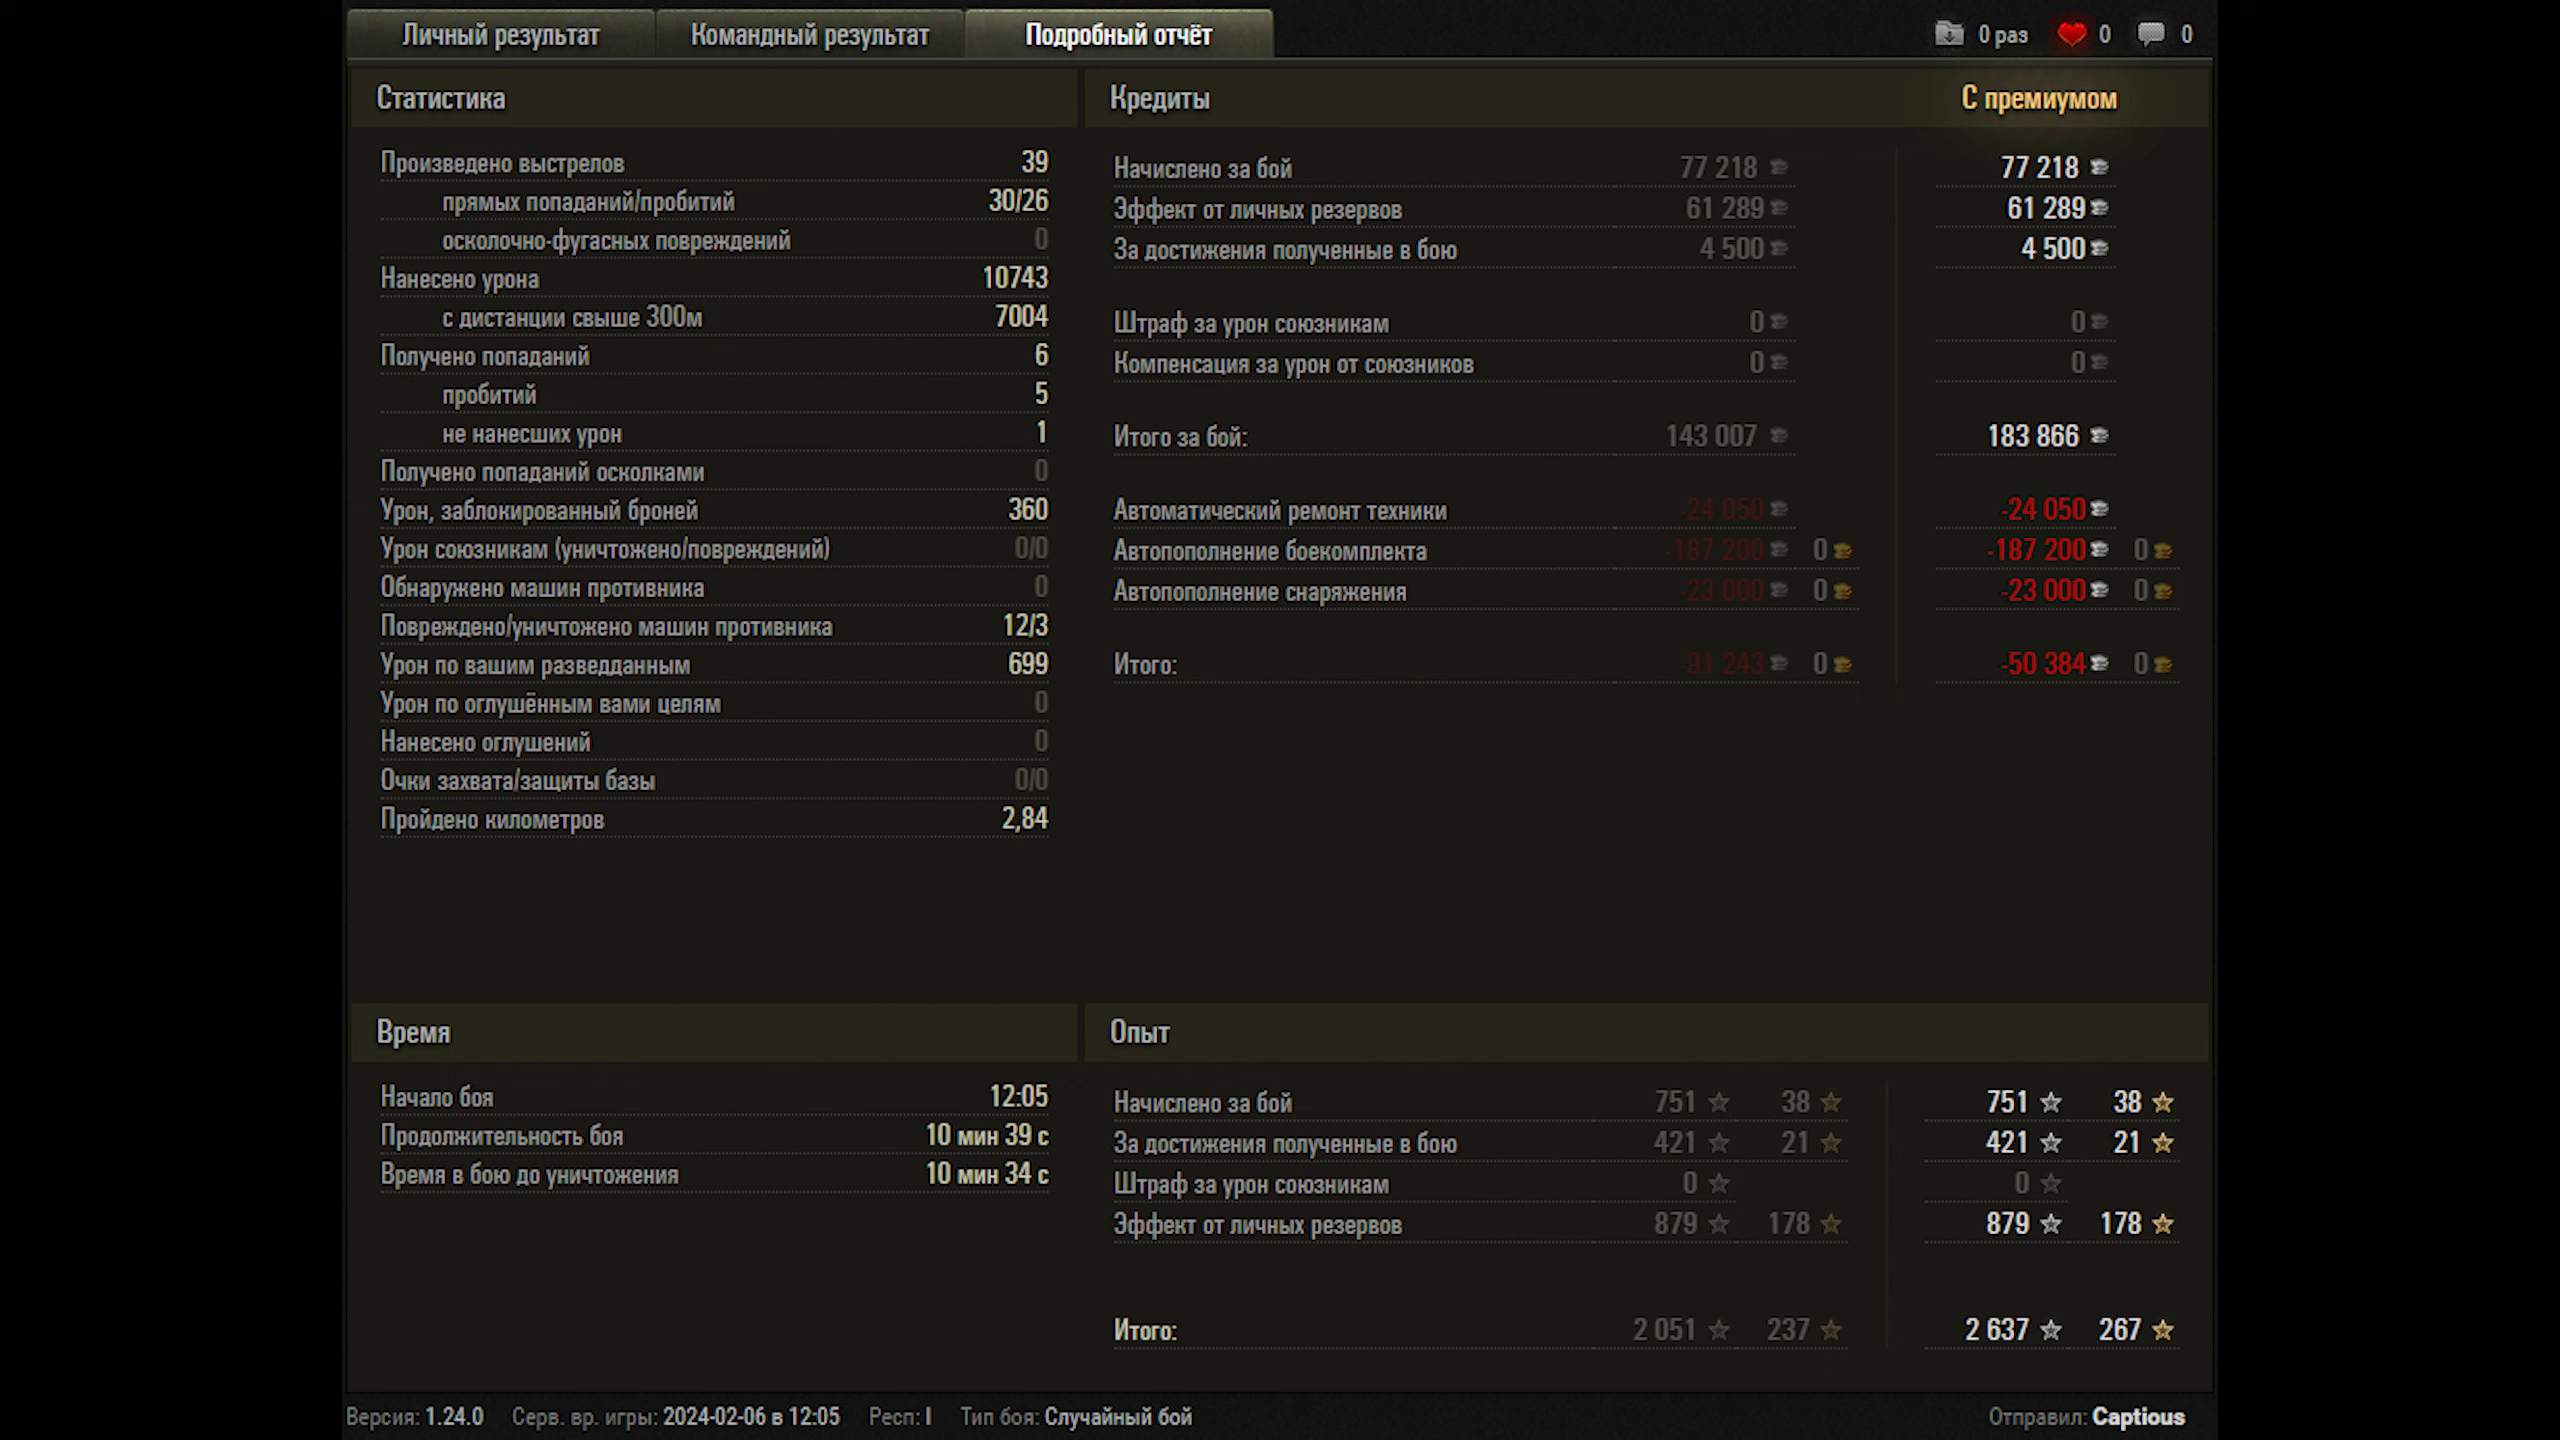 Личный результат Командный результат Подробный отчёт 0 раз 0 0
Статистика
Произведено выстрелов 39
прямых попаданий/пробитий 30/26
осколочно-фугасных повреждений 0
Нанесено урона 10743
с дистанции свыше 300м 7004
Получено попаданий 6
пробитий 5
не нанесших урон 1
Получено попаданий осколками 0
Урон, заблокированный броней 360
Урон союзникам (уничтожено/повреждений) 0/0
Обнаружено машин противника 0
Повреждено/уничтожено машин противника 12/3
Урон по вашим разведданным 699
Урон по оглушённым вами целям 0
Нанесено оглушений 0
Очки захвата/защиты базы 0/0
Пройдено километров 2,84
Кредиты С премиумом
Начислено за бой 77 218 77 218
Эффект от личных резервов 61 289 61 289
За достижения полученные в бою 4 500 4 500
Штраф за урон союзникам 0 0
Компенсация за урон от союзников 0 0
Итого за бой: 143 007 183 866
Автоматический ремонт техники -24 050 -24 050
Автопополнение боекомплекта -187 200 0 -187 200 0
Автопополнение снаряжения -23 000 0 -23 000 0
Итого: -91 243 0 -50 384 0
Время
Начало боя 12:05
Продолжительность боя 10 мин 39 с
Время в бою до уничтожения 10 мин 34 с
Опыт
Начислено за бой 751 38 751 38
За достижения полученные в бою 421 21 421 21
Штраф за урон союзникам 0 0
Эффект от личных резервов 879 178 879 178
Итого: 2 051 237 2 637 267
Версия: 1.24.0 Серв. вр. игры: 2024-02-06 в 12:05 Респ: I Тип боя: Случайный бой Отправил: Captious